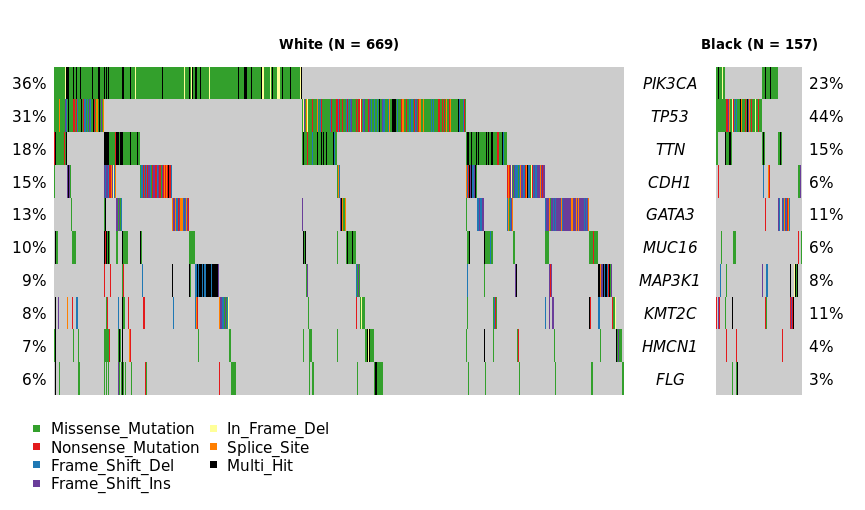 White (N = 669) Black (N = 157)
36% PIK3CA 23%
31% TP53 44%
18% TTN 15%
15% CDH1 6%
13% GATA3 11%
10% MUC16 6%
9% MAP3K1 8%
8% KMT2C 11%
7% HMCN1 4%
6% FLG 3%
Missense_Mutation In_Frame_Del
Nonsense_Mutation Splice_Site
Frame_Shift_Del Multi_Hit
Frame_Shift_Ins